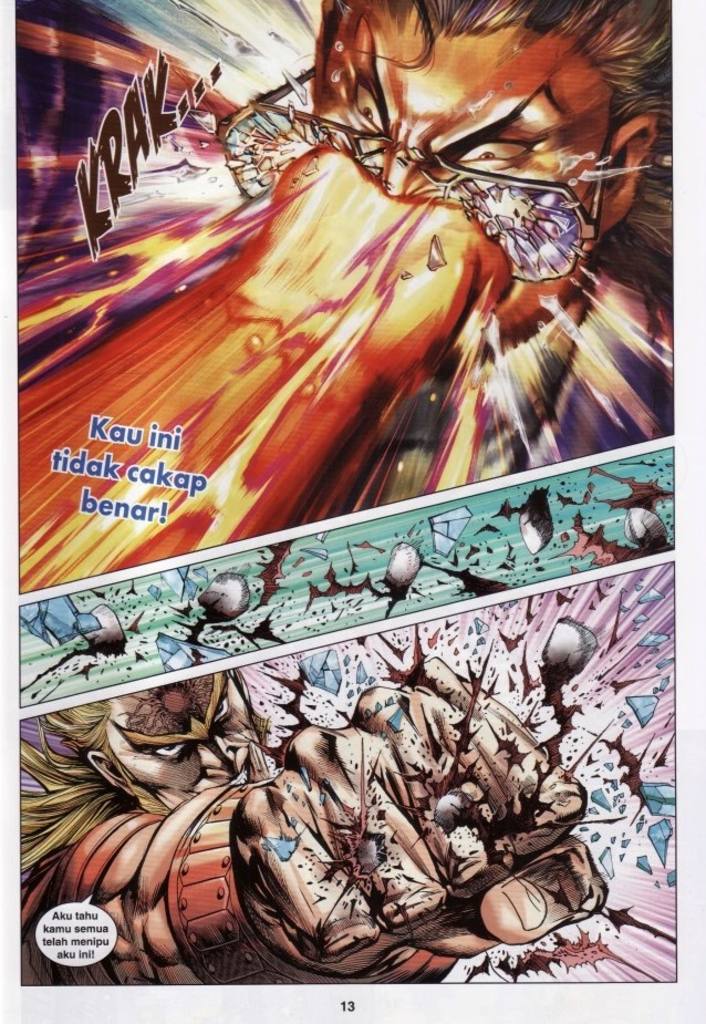 KRAK...
Kau ini
tidak cakap
benar!
Aku tahu
kamu semua
telah menipu
aku ini!
13